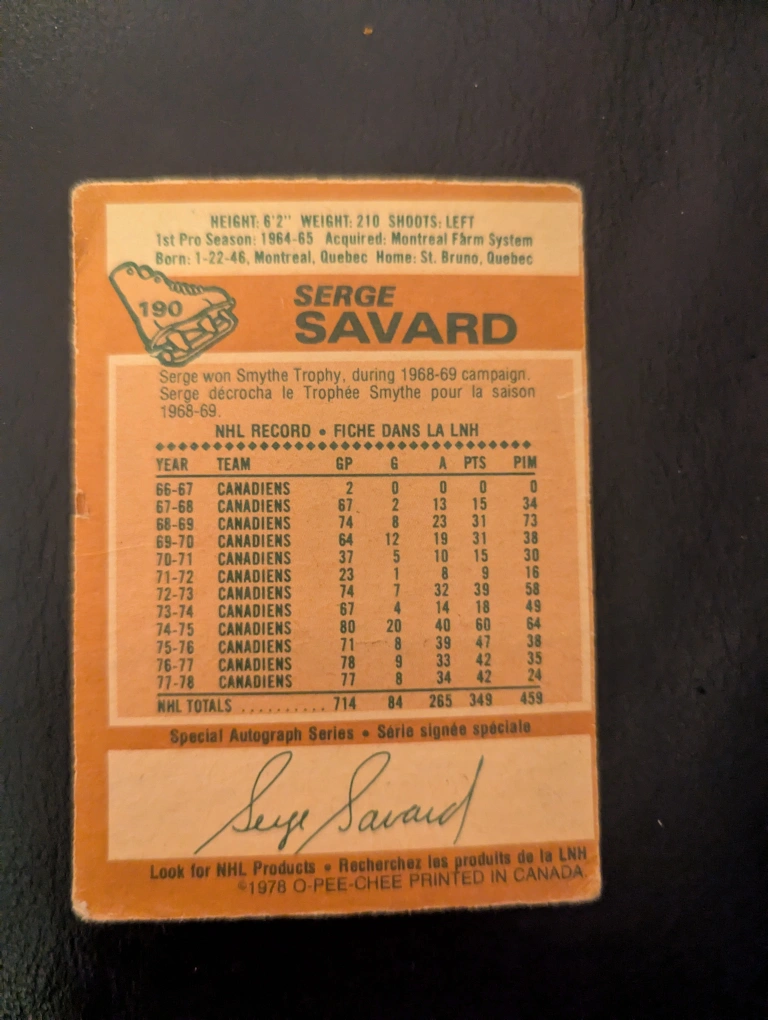 HEIGHT: 6'2" WEIGHT: 210 SHOOTS: LEFT
1st Pro Season: 1964-65 Acquired: Montreal Farm System
Born: 1-22-46, Montreal, Quebec Home: St. Bruno, Quebec
190
SERGE
SAVARD
Serge won Smythe Trophy, during 1968-69 campaign.
Serge décrocha le Trophée Smythe pour la saison
1968-69.
NHL RECORD • FICHE DANS LA LNH
YEAR TEAM GP G A PTS PIM
66-67 CANADIENS 2 0 0 0 0
67-68 CANADIENS 67 2 13 15 34
68-69 CANADIENS 74 8 23 31 73
69-70 CANADIENS 64 12 19 31 38
70-71 CANADIENS 37 5 10 15 30
71-72 CANADIENS 23 1 8 9 16
72-73 CANADIENS 74 7 32 39 58
73-74 CANADIENS 67 4 14 18 49
74-75 CANADIENS 80 20 40 60 64
75-76 CANADIENS 71 8 39 47 38
76-77 CANADIENS 78 9 33 42 35
77-78 CANADIENS 77 8 34 42 24
NHL TOTALS .......... 714 84 265 349 459
Special Autograph Series • Série signée spéciale
Serge Savard
Look for NHL Products • Recherchez les produits de la LNH
©1978 O-PEE-CHEE PRINTED IN CANADA